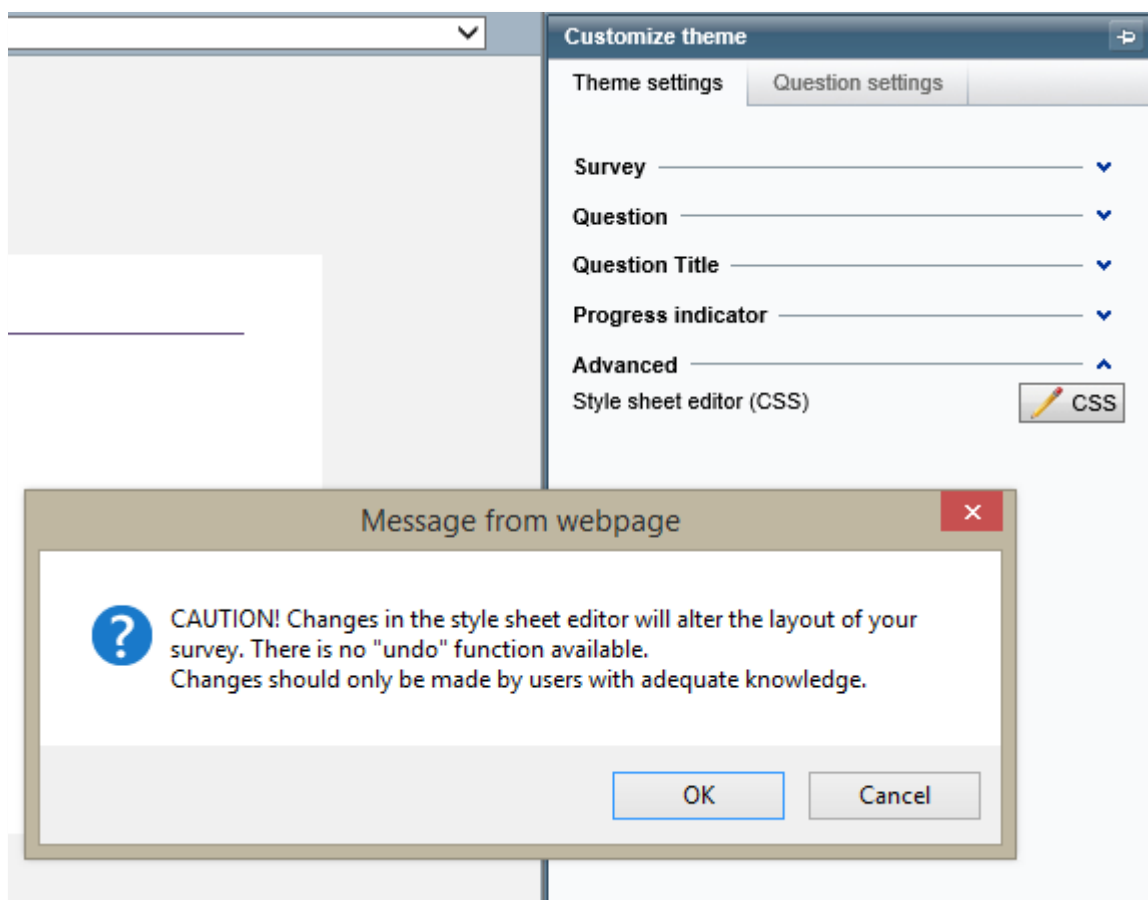 Customize theme
Theme settings
Question settings
Survey
Question
Question Title
Progress indicator
Advanced
Style sheet editor (CSS)
CSS
Message from webpage
CAUTION! Changes in the style sheet editor will alter the layout of your
survey. There is no "undo" function available.
Changes should only be made by users with adequate knowledge.
OK
Cancel